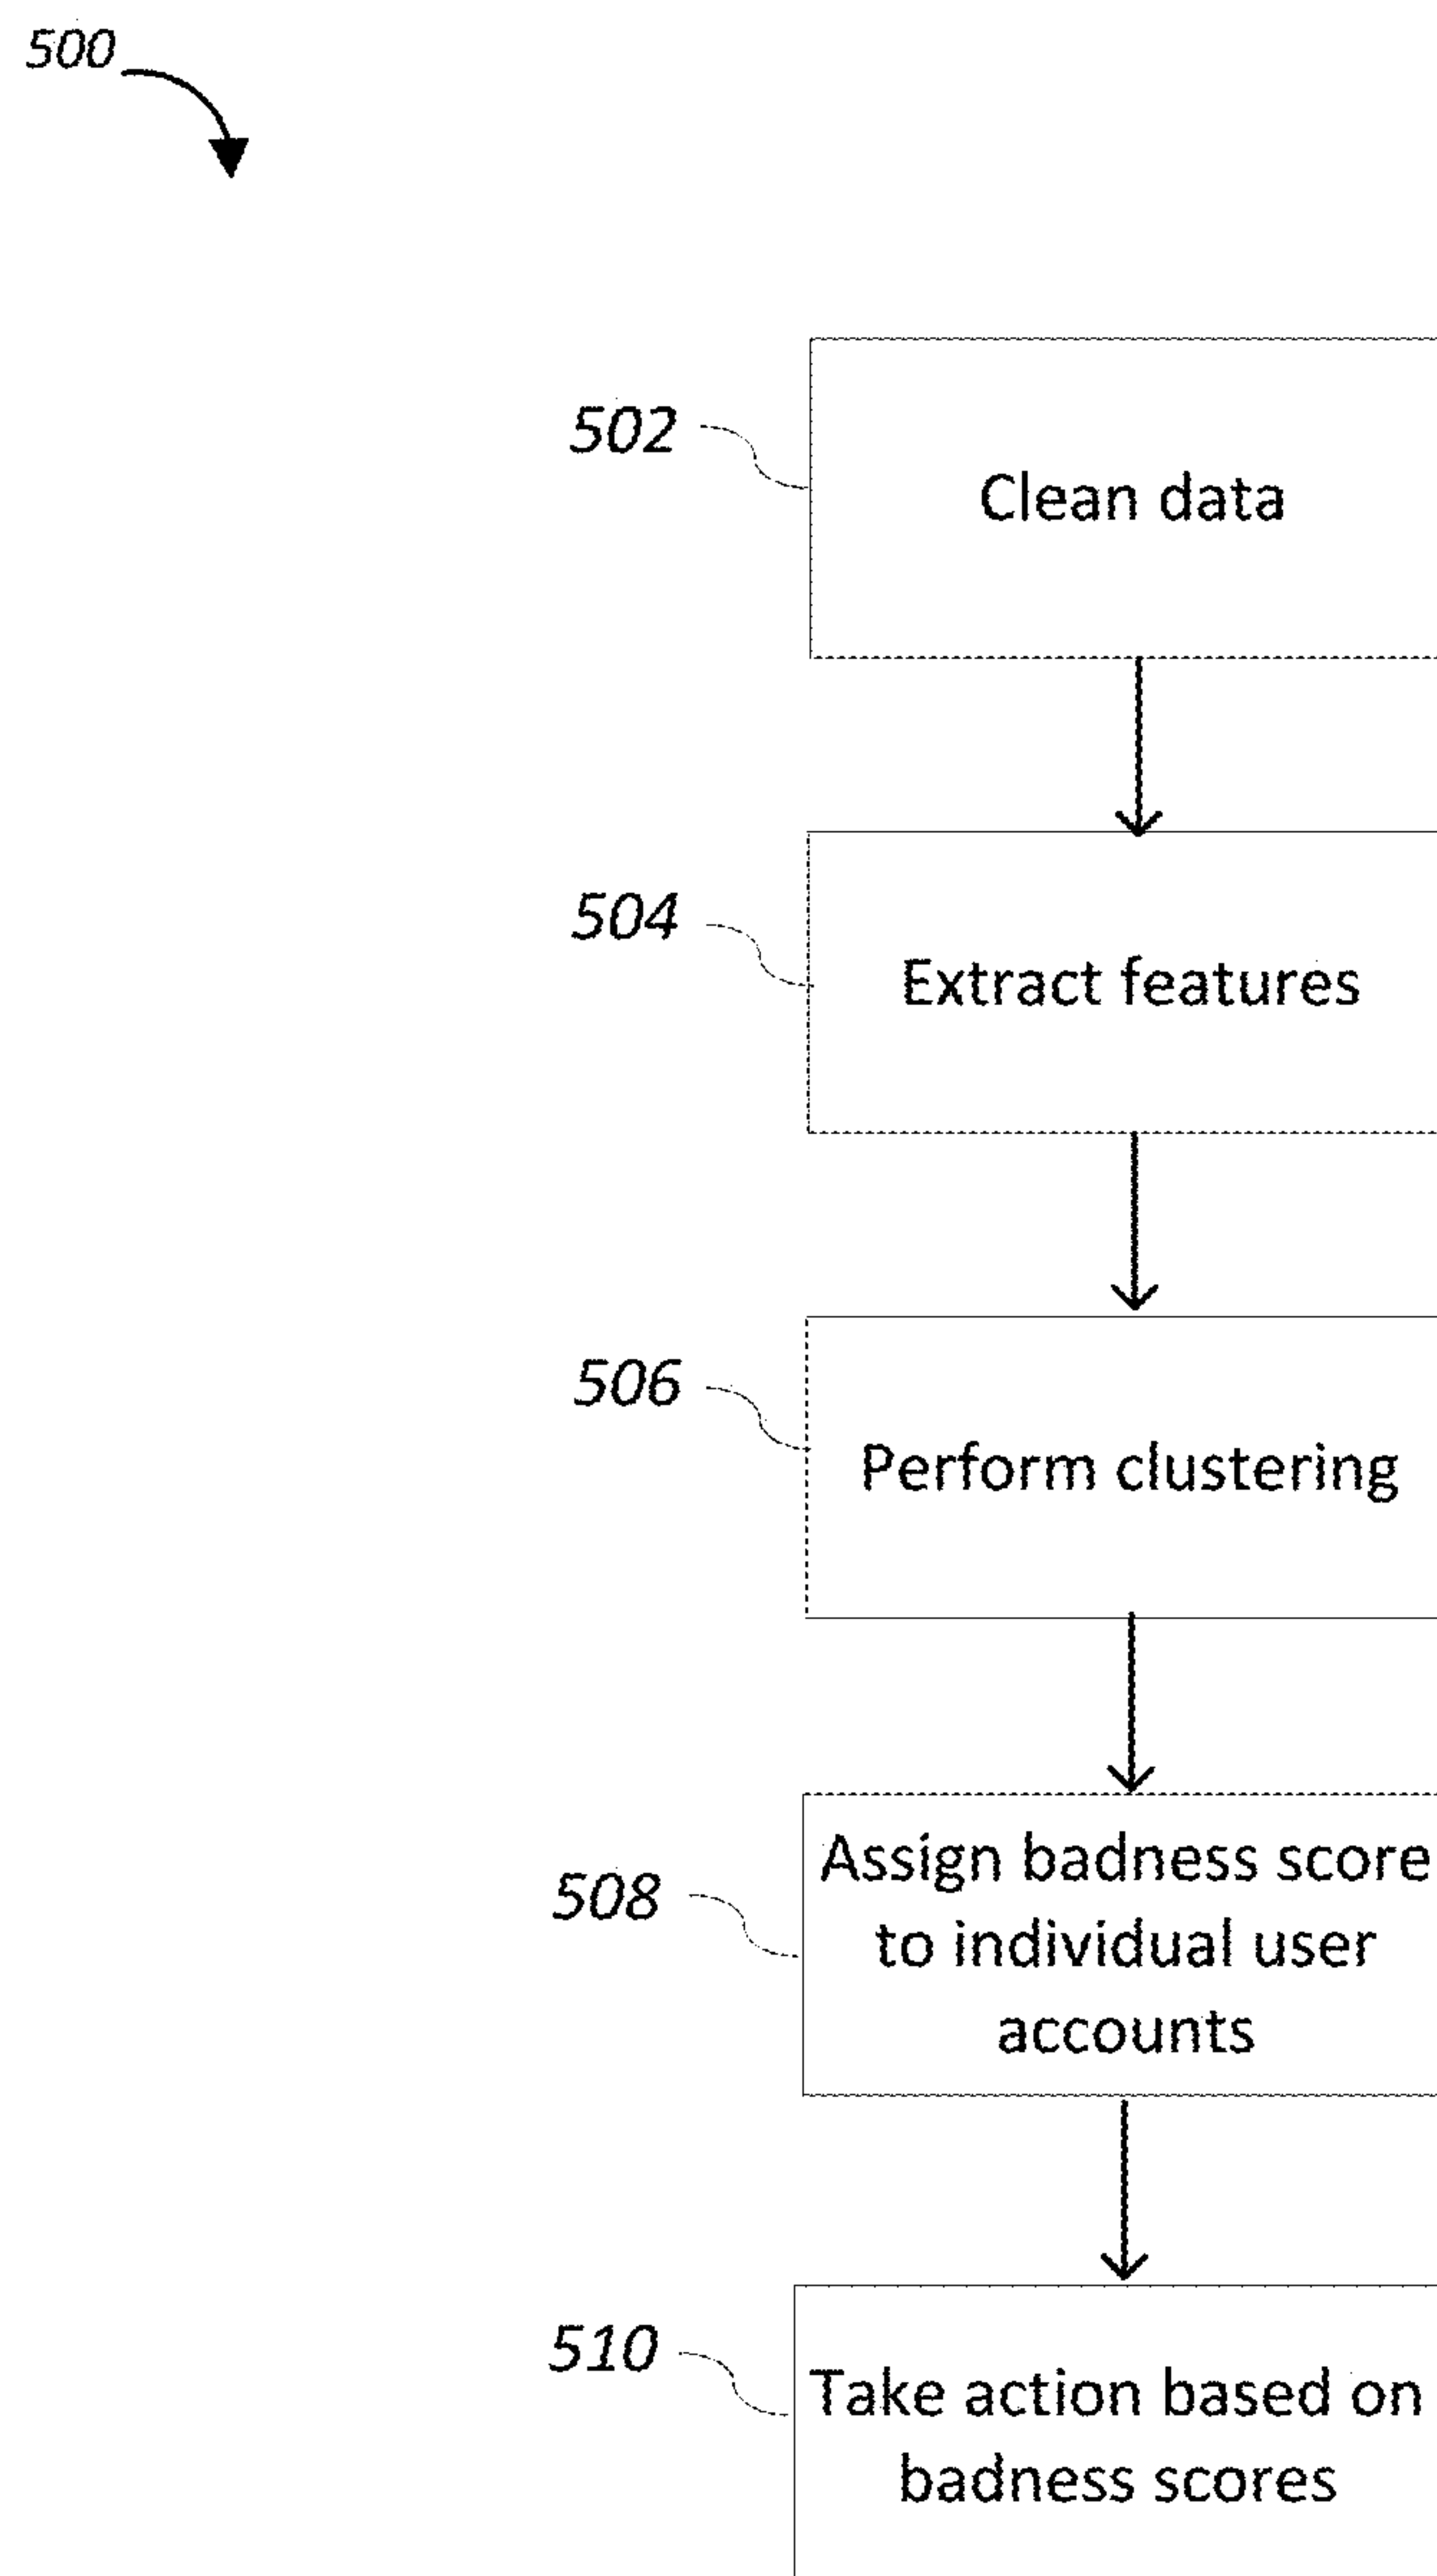 500
502
Clean data
504
Extract features
506
Perform clustering
508
Assign badness score
to individual user
accounts
510
Take action based on
badness scores